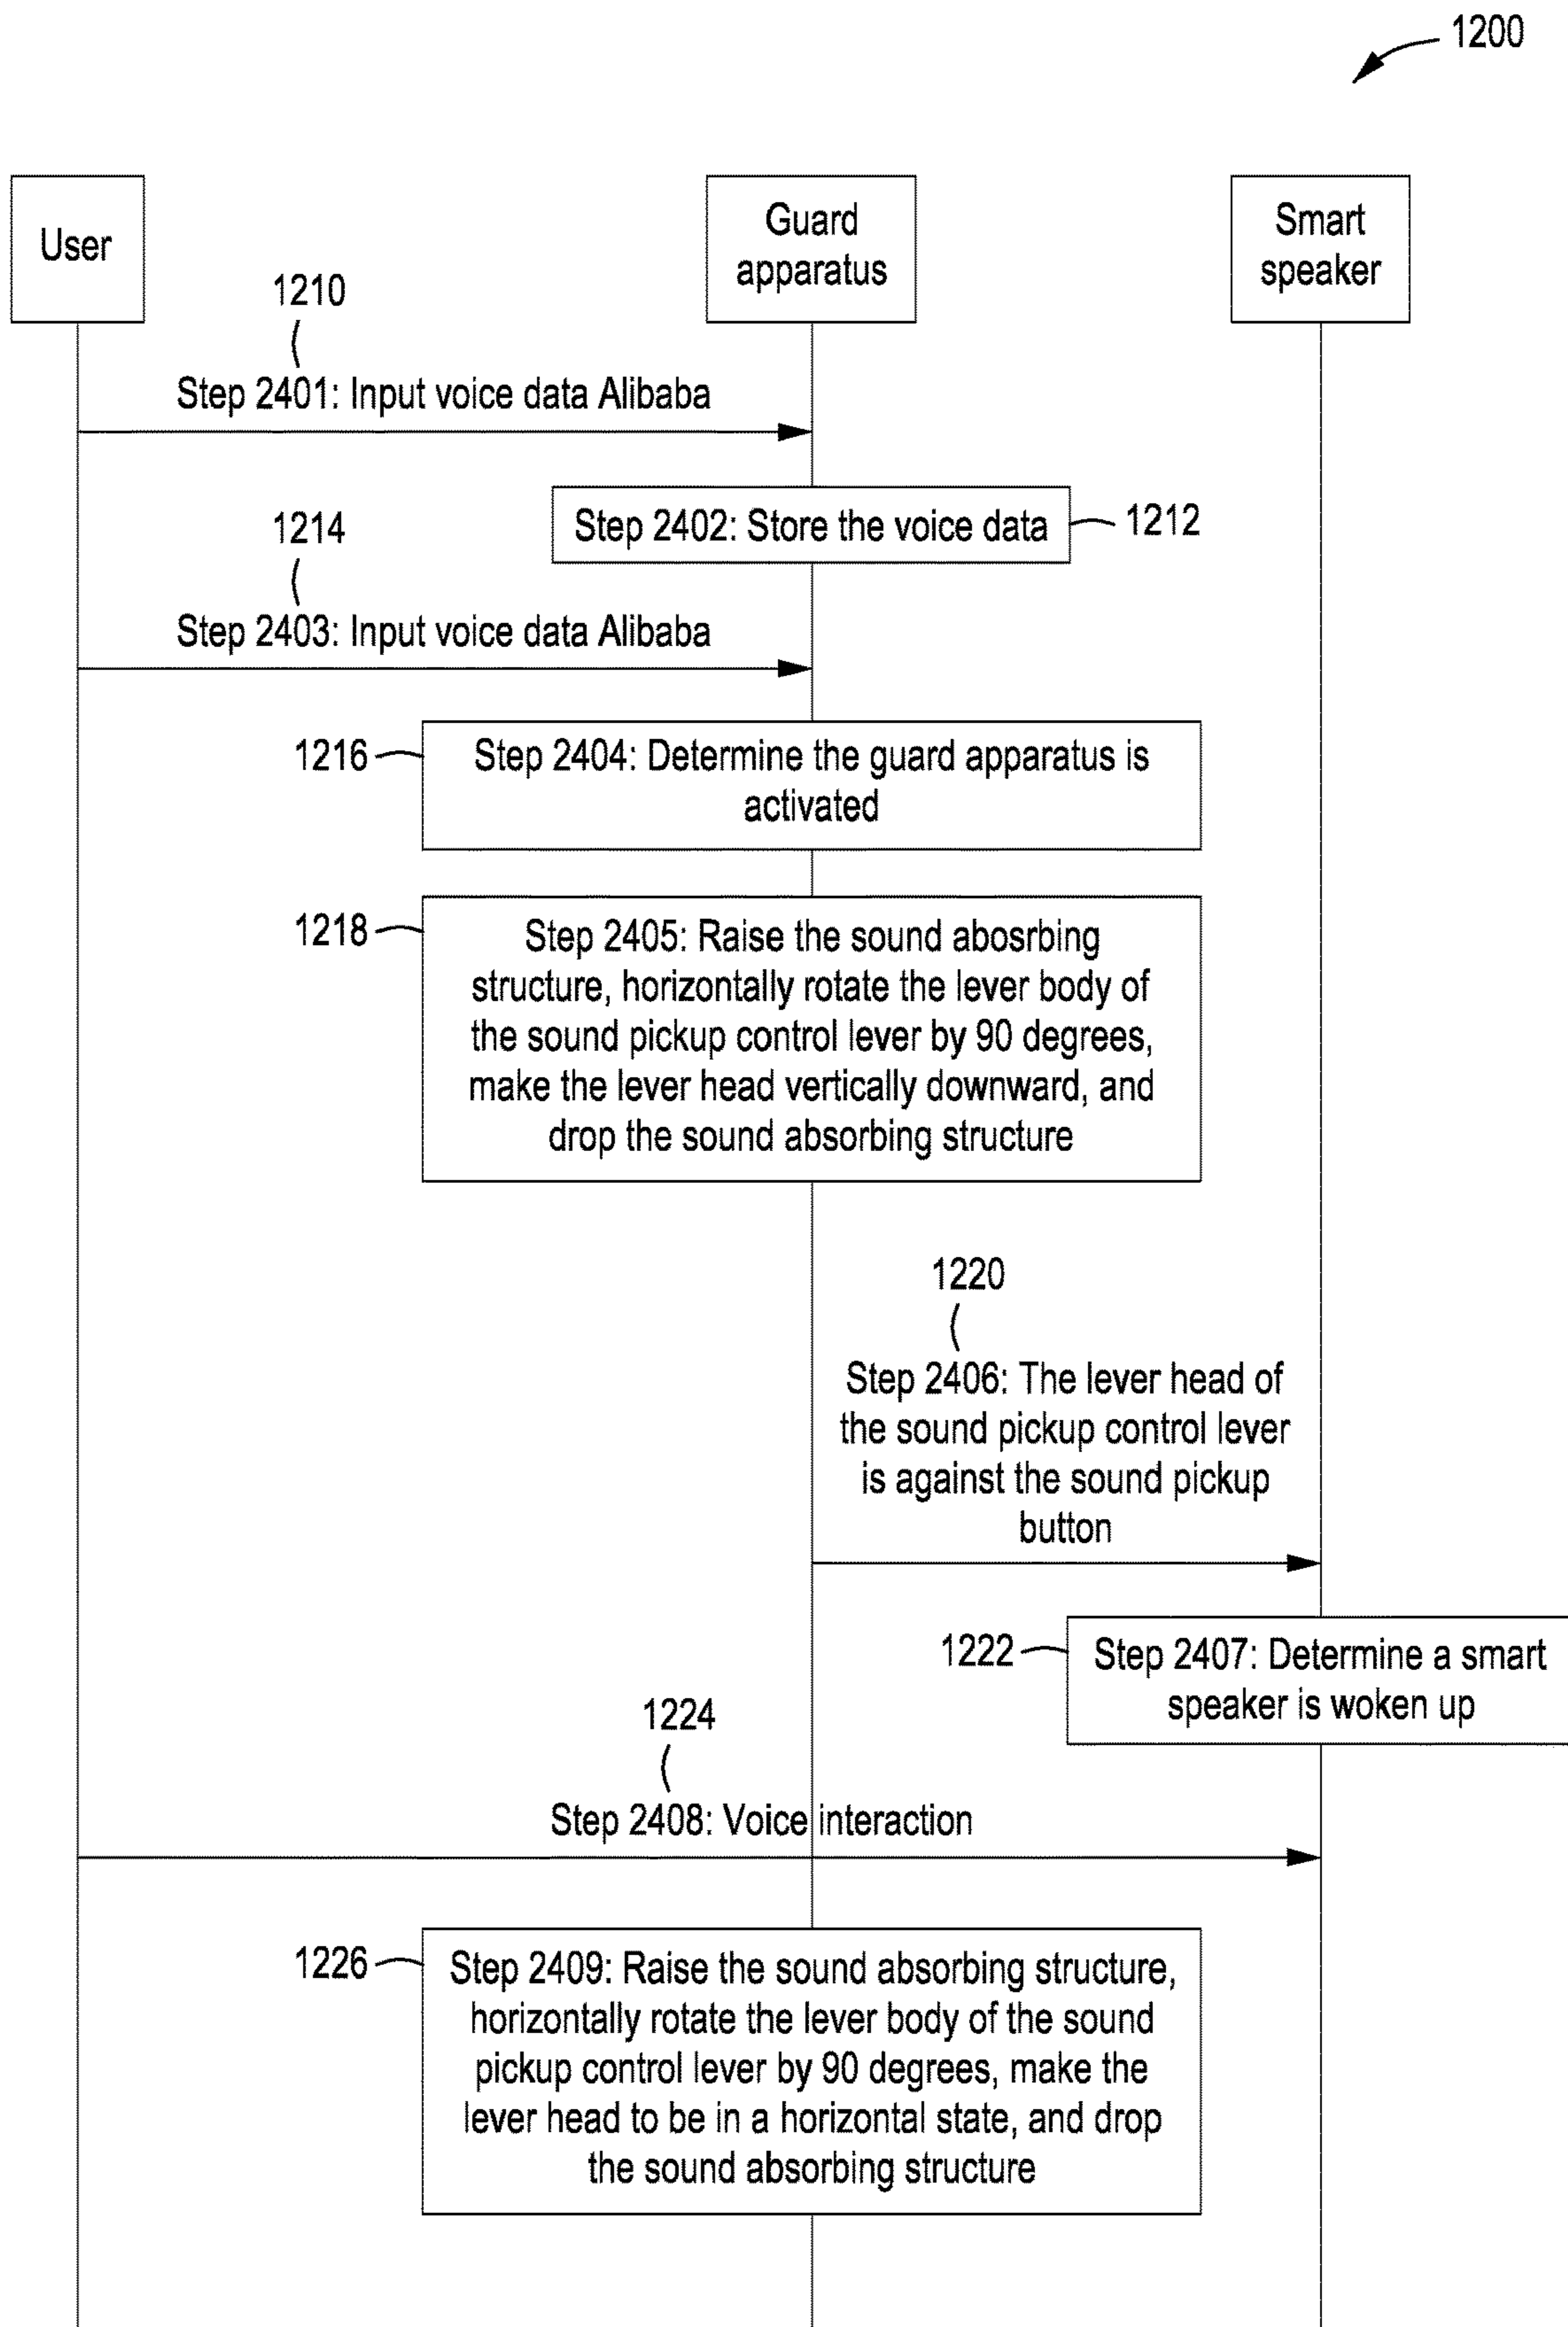 1200
User
Guard
apparatus
Smart
speaker
1210
Step 2401: Input voice data Alibaba
Step 2402: Store the voice data
1212
1214
Step 2403: Input voice data Alibaba
1216
Step 2404: Determine the guard apparatus is
activated
1218
Step 2405: Raise the sound abosrbing
structure, horizontally rotate the lever body of
the sound pickup control lever by 90 degrees,
make the lever head vertically downward, and
drop the sound absorbing structure
1220
Step 2406: The lever head of
the sound pickup control lever
is against the sound pickup
button
1222
Step 2407: Determine a smart
speaker is woken up
1224
Step 2408: Voice interaction
1226
Step 2409: Raise the sound absorbing structure,
horizontally rotate the lever body of the sound
pickup control lever by 90 degrees, make the
lever head to be in a horizontal state, and drop
the sound absorbing structure